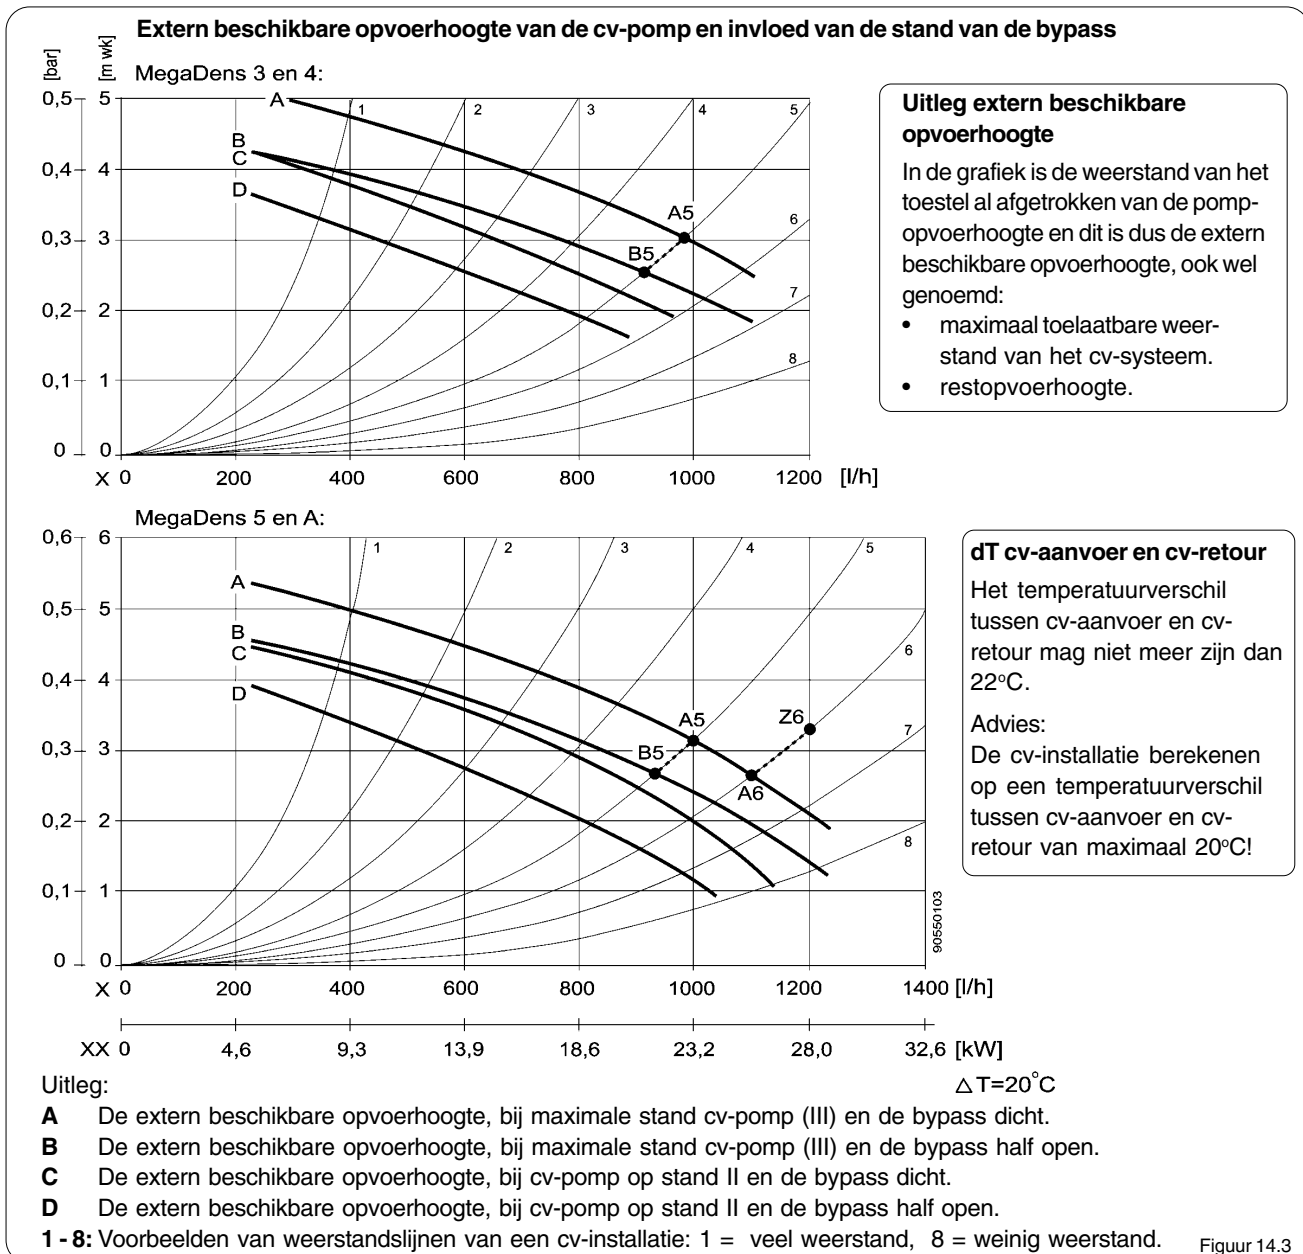 Extern beschikbare opvoerhoogte van de cv-pomp en invloed van de stand van de bypass
[bar]
[m wk]
MegaDens 3 en 4:
0,5 5
0,4 4
0,3 3
0,2 2
0,1 1
0 0
A
B
C
D
1
2
3
4
5
6
7
8
A5
B5
X 0 200 400 600 800 1000 1200 [l/h]
Uitleg extern beschikbare
opvoerhoogte
In de grafiek is de weerstand van het
toestel al afgetrokken van de pomp-
opvoerhoogte en dit is dus de extern
beschikbare opvoerhoogte, ook wel
genoemd:
• maximaal toelaatbare weer-
stand van het cv-systeem.
• restopvoerhoogte.
MegaDens 5 en A:
0,6 6
0,5 5
0,4 4
0,3 3
0,2 2
0,1 1
0 0
A
B
C
D
1
2
3
4
5
6
7
8
A5
B5
Z6
A6
90550103
X 0 200 400 600 800 1000 1200 1400 [l/h]
XX 0 4,6 9,3 13,9 18,6 23,2 28,0 32,6 [kW]
△T=20°C
dT cv-aanvoer en cv-retour
Het temperatuurverschil
tussen cv-aanvoer en cv-
retour mag niet meer zijn dan
22°C.
Advies:
De cv-installatie berekenen
op een temperatuurverschil
tussen cv-aanvoer en cv-
retour van maximaal 20°C!
Uitleg:
A De extern beschikbare opvoerhoogte, bij maximale stand cv-pomp (III) en de bypass dicht.
B De extern beschikbare opvoerhoogte, bij maximale stand cv-pomp (III) en de bypass half open.
C De extern beschikbare opvoerhoogte, bij cv-pomp op stand II en de bypass dicht.
D De extern beschikbare opvoerhoogte, bij cv-pomp op stand II en de bypass half open.
1 - 8: Voorbeelden van weerstandslijnen van een cv-installatie: 1 = veel weerstand, 8 = weinig weerstand.
Figuur 14.3